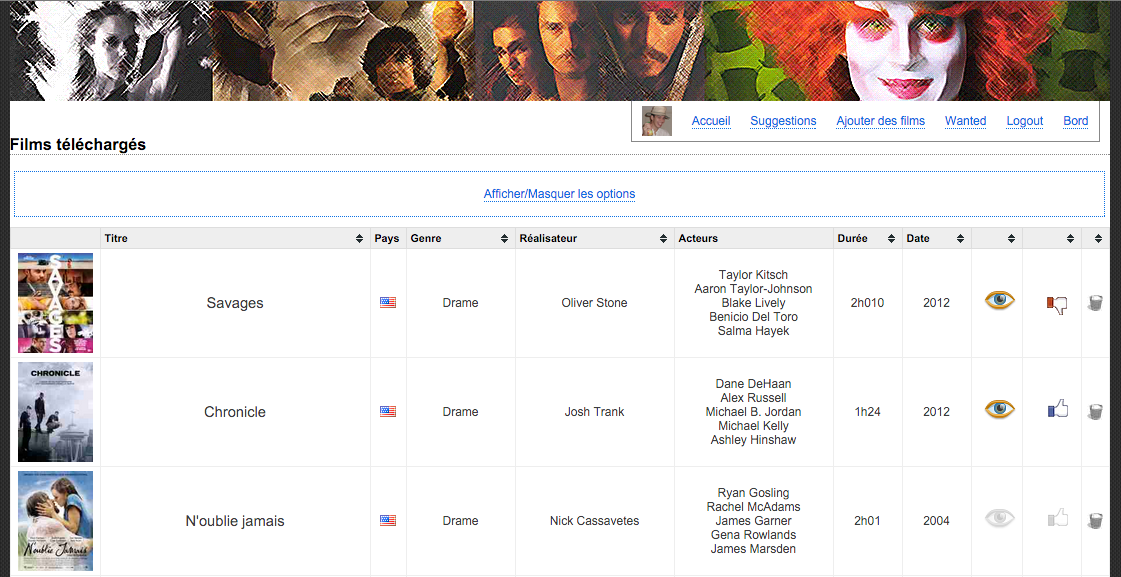 Accueil Suggestions Ajouter des films Wanted Logout Bord
Films téléchargés
Afficher/Masquer les options
Titre Pays Genre Réalisateur Acteurs Durée Date
SAVAGES
Savages Drame Oliver Stone
Taylor Kitsch
Aaron Taylor-Johnson
Blake Lively
Benicio Del Toro
Salma Hayek
2h010 2012
CHRONICLE
Chronicle Drame Josh Trank
Dane DeHaan
Alex Russell
Michael B. Jordan
Michael Kelly
Ashley Hinshaw
1h24 2012
N'oublie Jamais
N'oublie jamais Drame Nick Cassavetes
Ryan Gosling
Rachel McAdams
James Garner
Gena Rowlands
James Marsden
2h01 2004